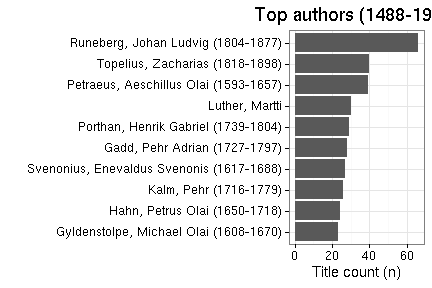 Top authors (1488-19
Runeberg, Johan Ludvig (1804-1877)
Topelius, Zacharias (1818-1898)
Petraeus, Aeschillus Olai (1593-1657)
Luther, Martti
Porthan, Henrik Gabriel (1739-1804)
Gadd, Pehr Adrian (1727-1797)
Svenonius, Enevaldus Svenonis (1617-1688)
Kalm, Pehr (1716-1779)
Hahn, Petrus Olai (1650-1718)
Gyldenstolpe, Michael Olai (1608-1670)
0 20 40 60
Title count (n)